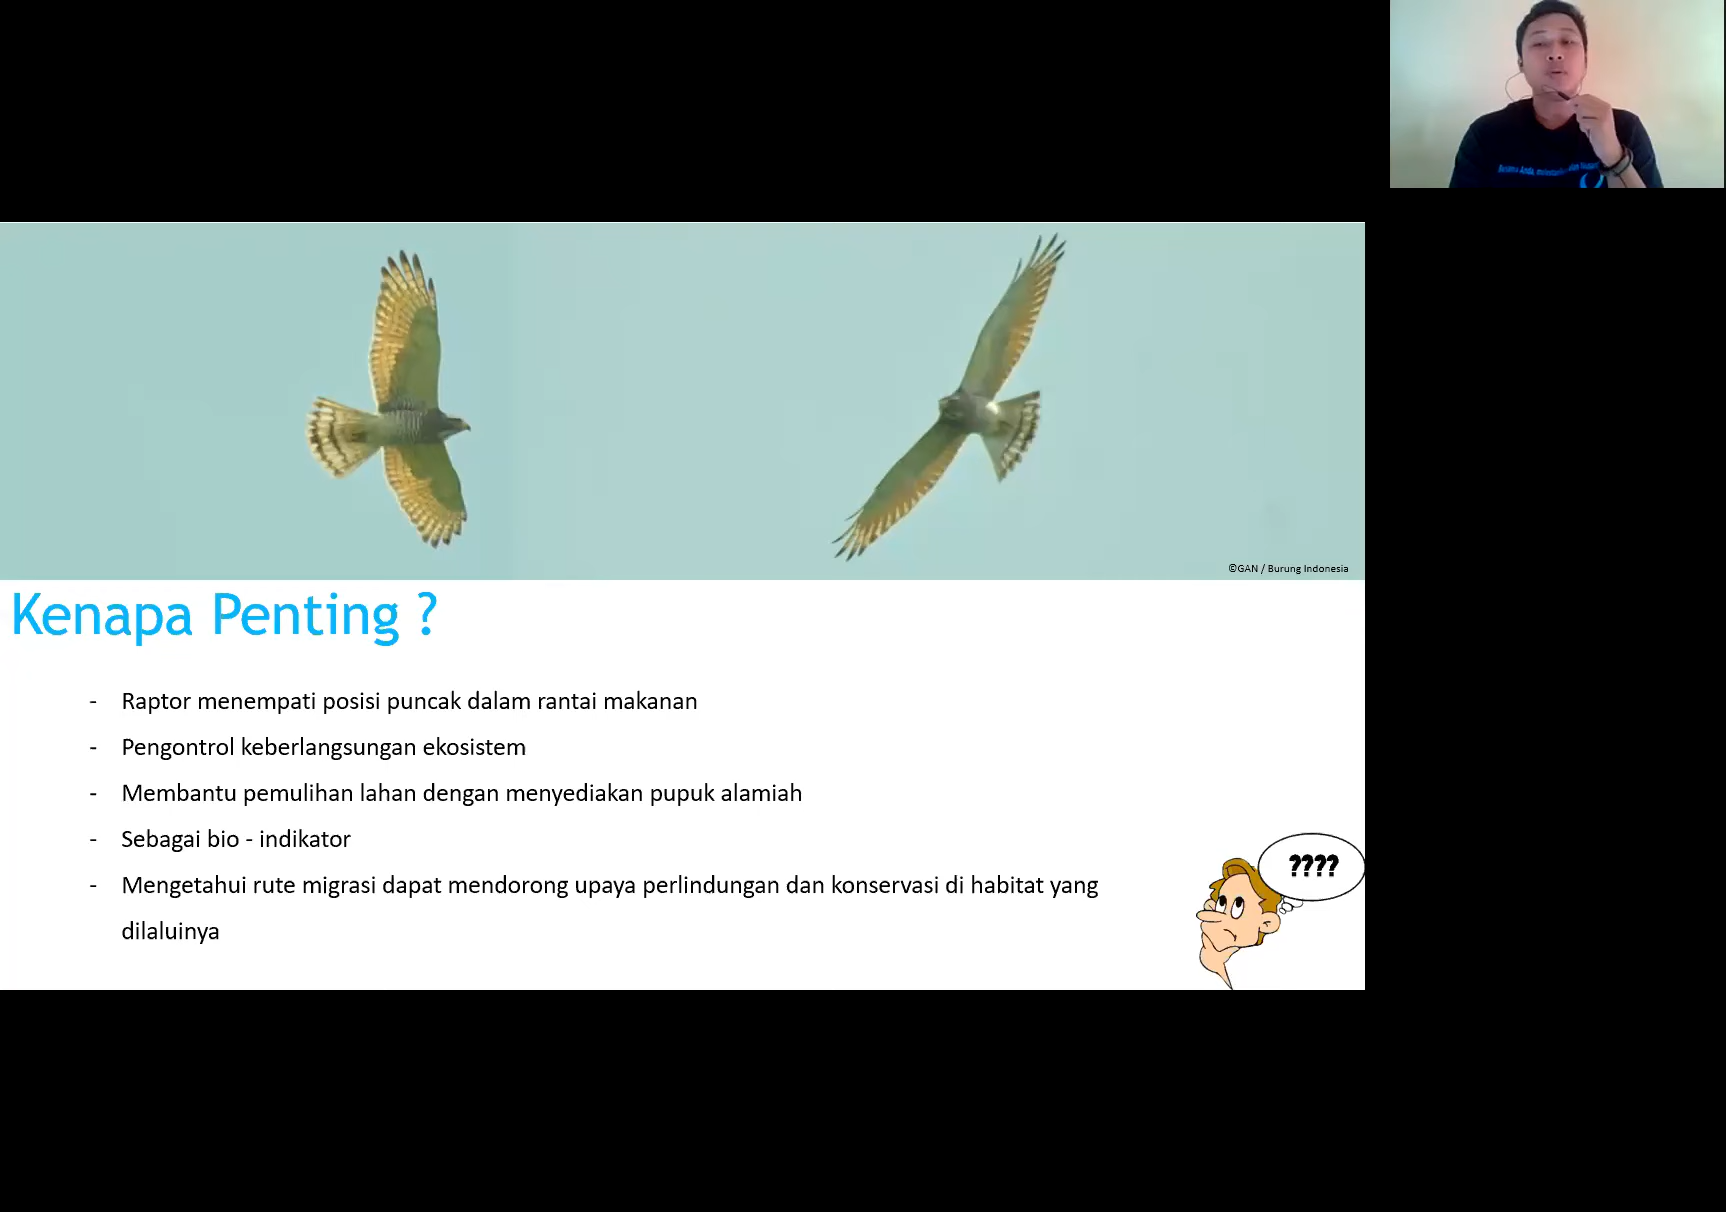 ©GAN / Burung Indonesia
Kenapa Penting ?
- Raptor menempati posisi puncak dalam rantai makanan
- Pengontrol keberlangsungan ekosistem
- Membantu pemulihan lahan dengan menyediakan pupuk alamiah
- Sebagai bio - indikator
- Mengetahui rute migrasi dapat mendorong upaya perlindungan dan konservasi di habitat yang
dilaluinya
????